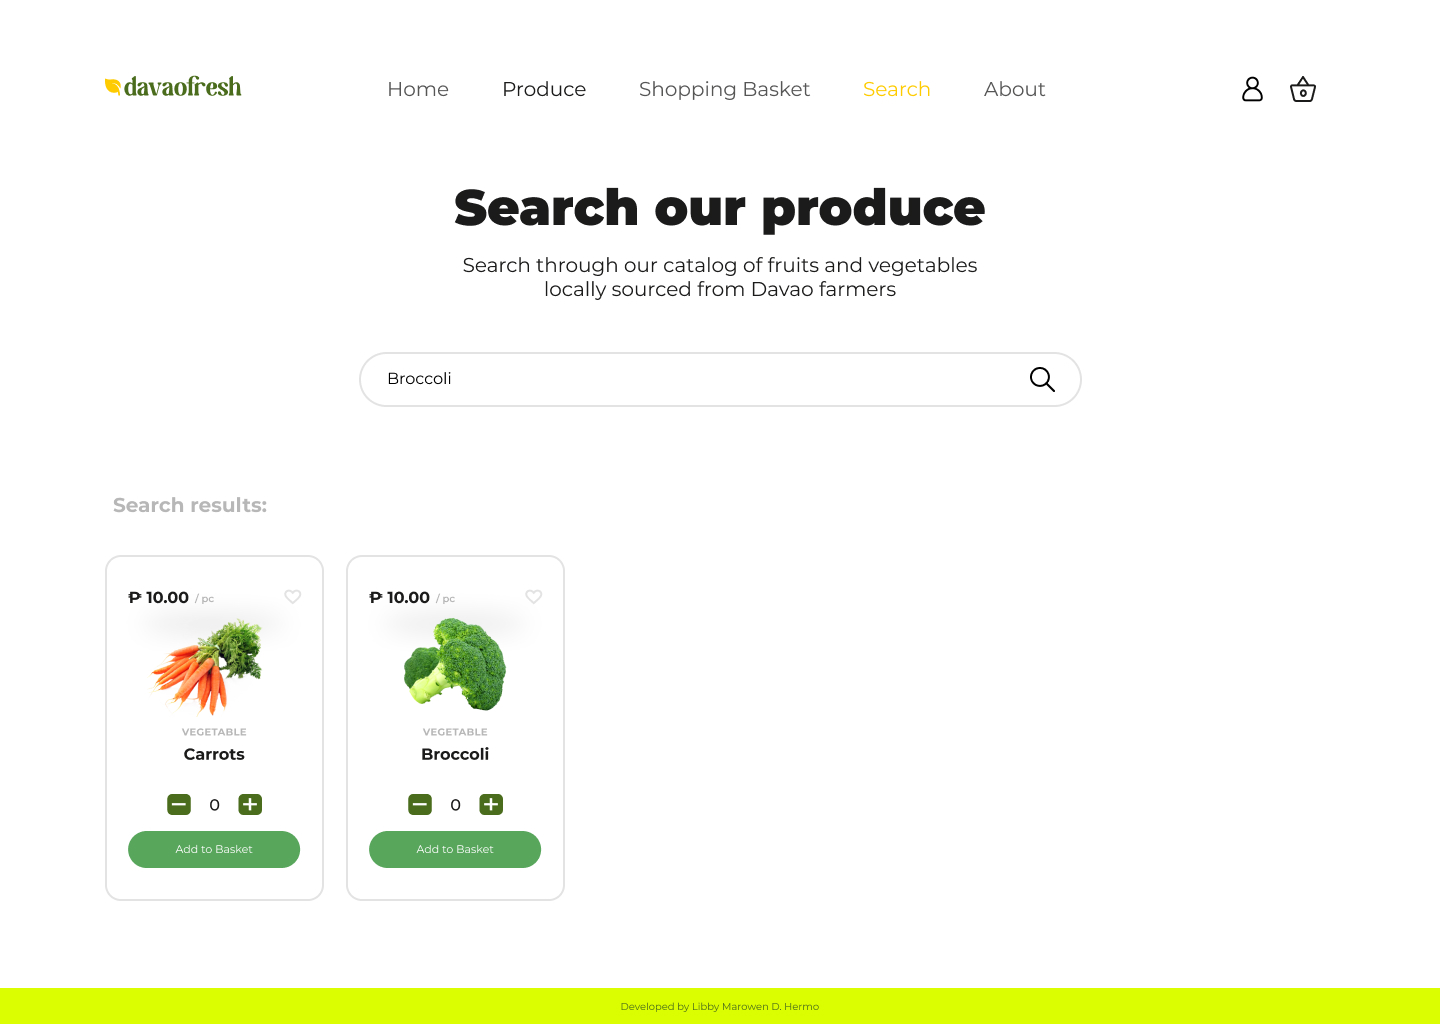 davaofresh
Home Produce Shopping Basket Search About
Search our produce
Search through our catalog of fruits and vegetables
locally sourced from Davao farmers
Broccoli
Search results:
₱ 10.00 / pc
VEGETABLE
Carrots
0
Add to Basket
₱ 10.00 / pc
VEGETABLE
Broccoli
0
Add to Basket
Developed by Libby Marowen D. Hermo